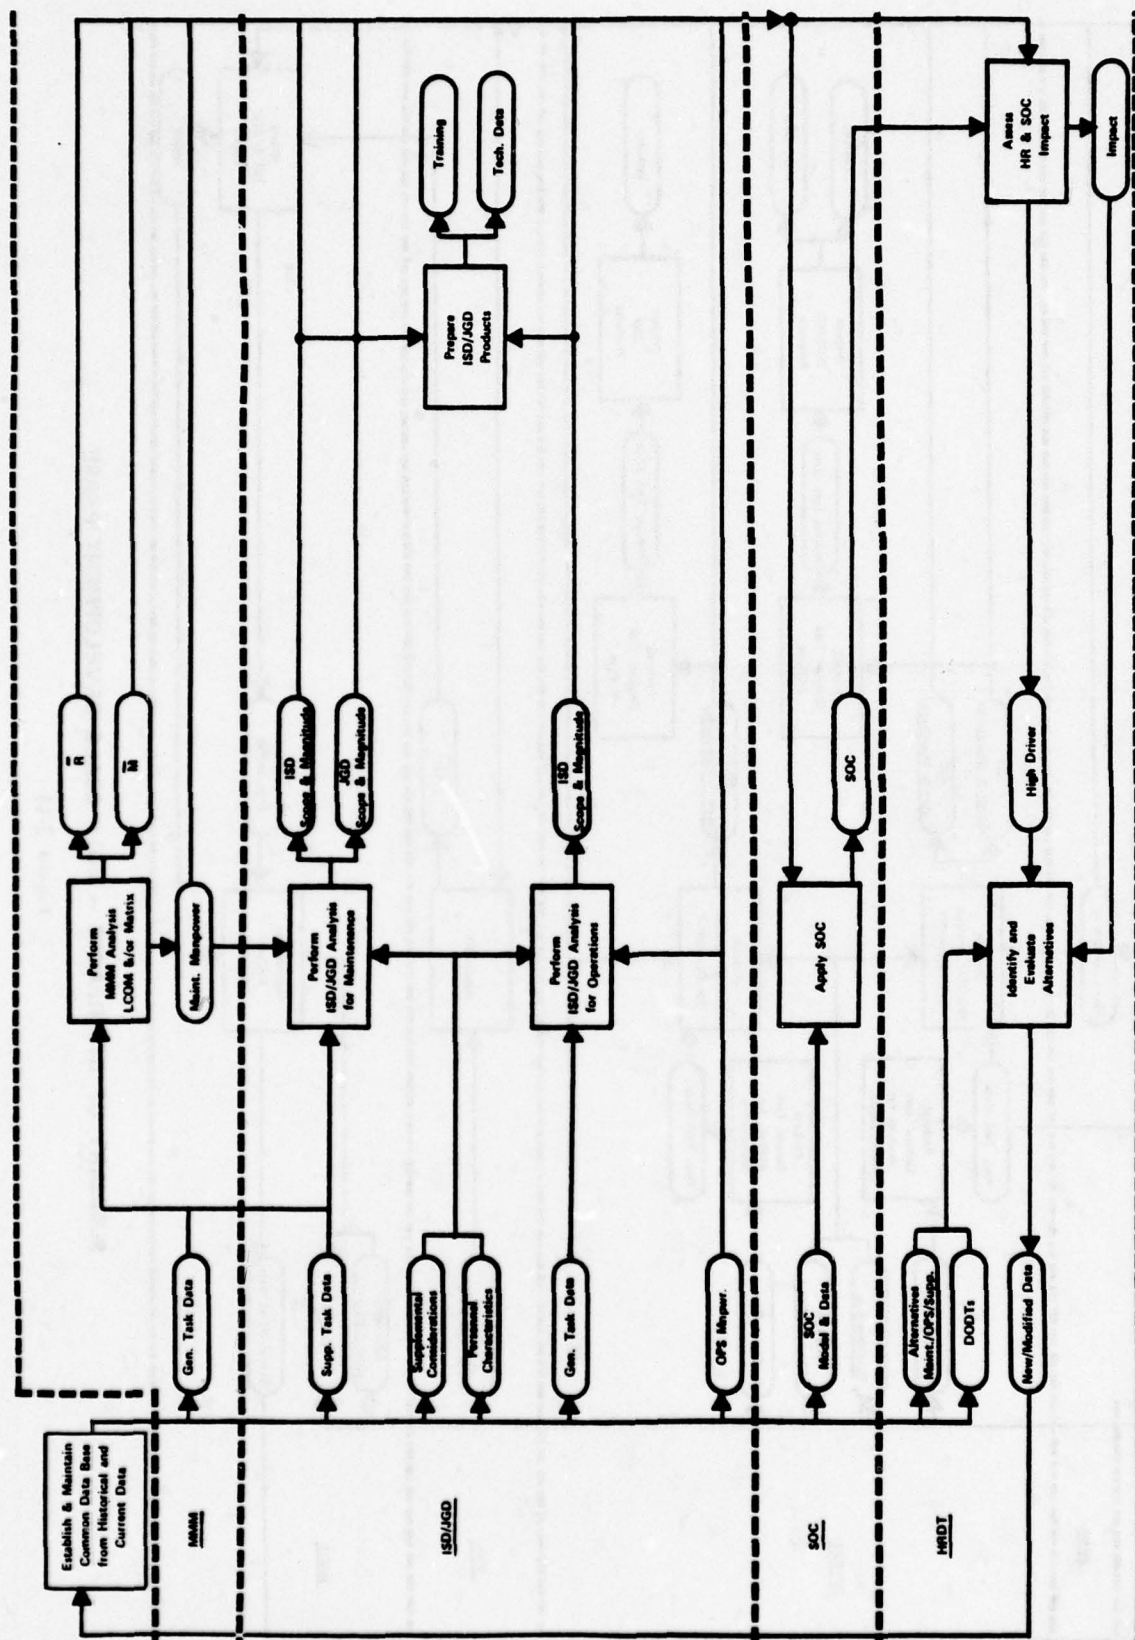 Establish & Maintain
Common Data Base
from Historical and
Current Data
MMM
Gen. Task Data
Perform
MMM Analysis
LCOM &/or Matrix
R̅
M̅
Maint. Manpower
ISD/JGD
Supp. Task Data
Supplemental
Considerations
Personnel
Characteristics
Gen. Task Data
OPS Mnpwr.
Perform
ISD/JGD Analysis
for Maintenance
Perform
ISD/JGD Analysis
for Operations
ISD
Scope & Magnitude
JGD
Scope & Magnitude
ISD
Scope & Magnitude
Prepare
ISD/JGD
Products
Training
Tech. Data
SOC
SOC
Model & Data
Apply SOC
SOC
HRDT
Alternatives
Maint./OPS/Supp.
DODTs
New/Modified Data
Identify and
Evaluate
Alternatives
High Driver
Assess
HR & SOC
Impact
Impact